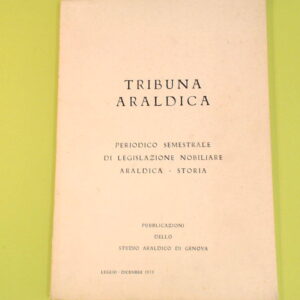 TRIBUNA
ARALDICA
PERIODICO SEMESTRALE
DI LEGISLAZIONE NOBILIARE
ARALDICA - STORIA
PUBBLICAZIONI
DELLO
STUDIO ARALDICO DI GENOVA
LUGLIO - DICEMBRE